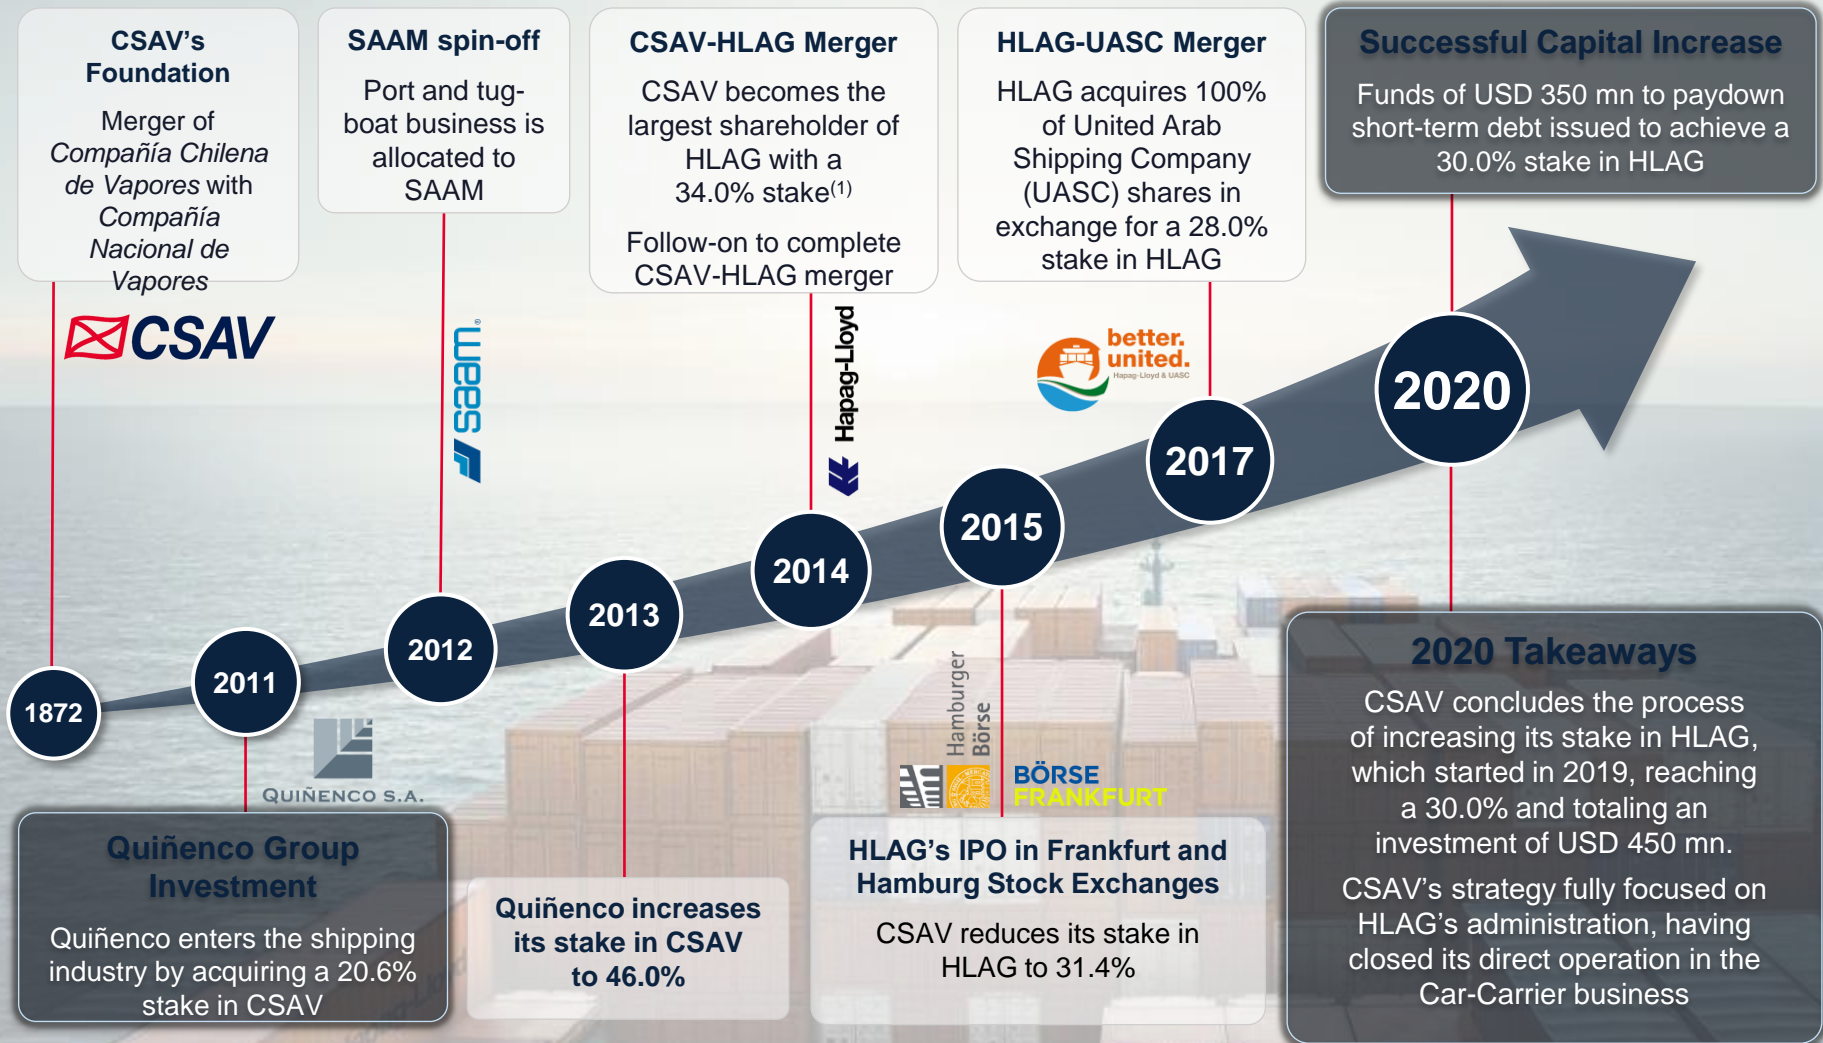 CSAV's
Foundation
Merger of
Compañía Chilena
de Vapores with
Compañía
Nacional de
Vapores
CSAV
SAAM spin-off
Port and tug-
boat business is
allocated to
SAAM
saam®
CSAV-HLAG Merger
CSAV becomes the
largest shareholder of
HLAG with a
34.0% stake(1)
Follow-on to complete
CSAV-HLAG merger
Hapag-Lloyd
HLAG-UASC Merger
HLAG acquires 100%
of United Arab
Shipping Company
(UASC) shares in
exchange for a 28.0%
stake in HLAG
better.
united.
Hapag-Lloyd & UASC
Successful Capital Increase
Funds of USD 350 mn to paydown
short-term debt issued to achieve a
30.0% stake in HLAG
1872
2011
2012
2013
2014
2015
2017
2020
QUIÑENCO S.A.
Quiñenco Group
Investment
Quiñenco enters the shipping
industry by acquiring a 20.6%
stake in CSAV
Quiñenco increases
its stake in CSAV
to 46.0%
Hamburger
Börse
BÖRSE
FRANKFURT
HLAG's IPO in Frankfurt and
Hamburg Stock Exchanges
CSAV reduces its stake in
HLAG to 31.4%
2020 Takeaways
CSAV concludes the process
of increasing its stake in HLAG,
which started in 2019, reaching
a 30.0% and totaling an
investment of USD 450 mn.
CSAV's strategy fully focused on
HLAG's administration, having
closed its direct operation in the
Car-Carrier business